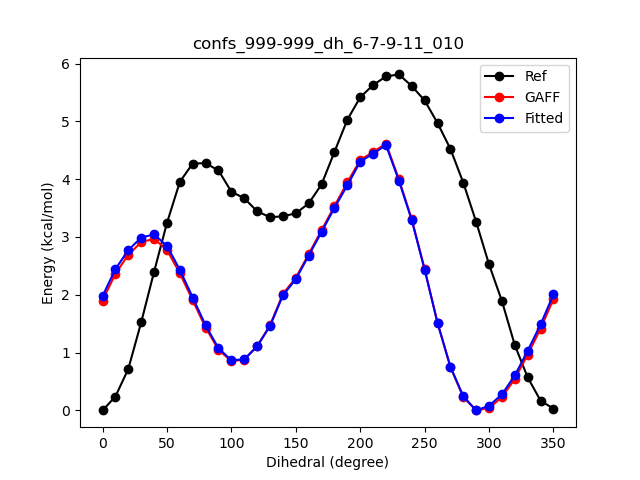 confs_999-999_dh_6-7-9-11_010
Energy (kcal/mol)
6
5
4
3
2
1
0
Ref
GAFF
Fitted
0 50 100 150 200 250 300 350
Dihedral (degree)